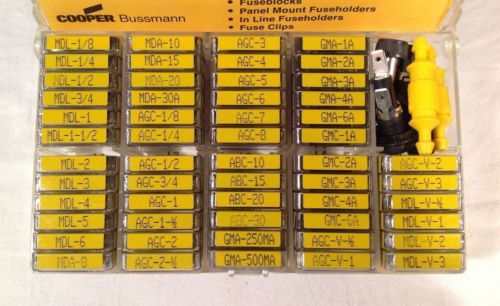 COOPER Bussmann
• Fuseblocks
• Panel Mount Fuseholders
• In Line Fuseholders
• Fuse Clips
MDL-1/8
MDL-1/4
MDL-1/2
MDL-3/4
MDL-1
MDL-1-1/2
MDA-10
MDA-15
MDA-20
MDA-30A
AGC-1/8
AGC-1/4
AGC-3
AGC-4
AGC-5
AGC-6
AGC-7
AGC-8
GMA-1A
GMA-2A
GMA-3A
GMA-4A
GMA-6A
GMC-1A
MDL-2
MDL-3
MDL-4
MDL-5
MDL-6
MDA-8
AGC-1/2
AGC-3/4
AGC-1
AGC-1-½
AGC-2
AGC-2-½
ABC-10
ABC-15
ABC-20
ABC-30
GMA-250MA
GMA-500MA
GMC-2A
GMC-3A
GMC-4A
GMC-6A
AGC-V-½
AGC-V-1
AGC-V-2
AGC-V-3
MDL-V-½
MDL-V-1
MDL-V-2
MDL-V-3